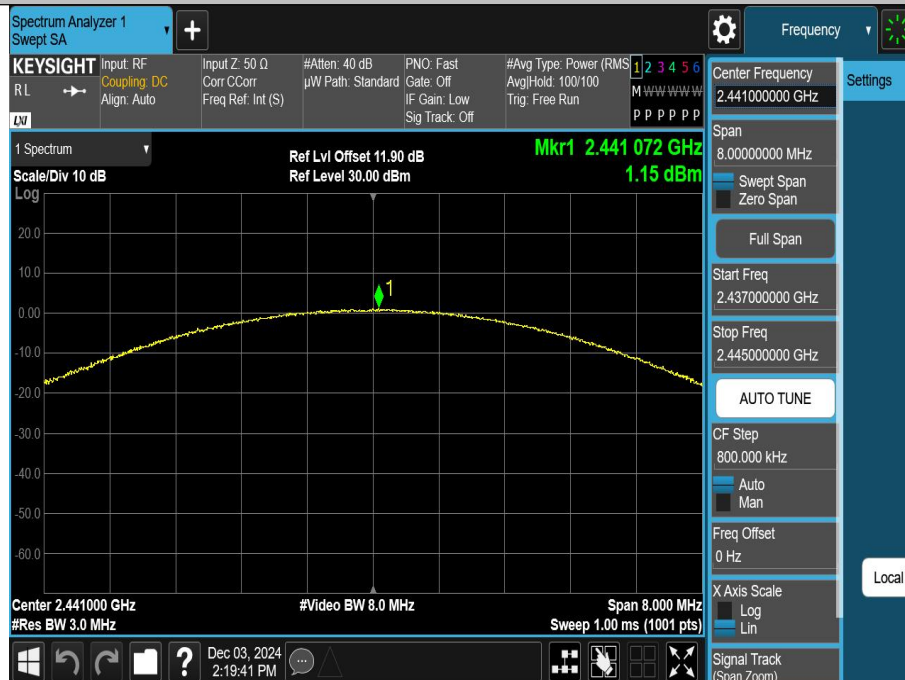 Spectrum Analyzer 1
Swept SA
Frequency
KEYSIGHT
RL
LXI
Input: RF
Coupling: DC
Align: Auto
Input Z: 50 Ω
Corr CCorr
Freq Ref: Int (S)
#Atten: 40 dB
µW Path: Standard
PNO: Fast
Gate: Off
IF Gain: Low
Sig Track: Off
#Avg Type: Power (RMS
Avg|Hold: 100/100
Trig: Free Run
1 2 3 4 5 6
M W W W W W
P P P P P P
1 Spectrum
Scale/Div 10 dB
Log
Ref Lvl Offset 11.90 dB
Ref Level 30.00 dBm
Mkr1 2.441 072 GHz
1.15 dBm
20.0
10.0
0.00
-10.0
-20.0
-30.0
-40.0
-50.0
-60.0
1
Center 2.441000 GHz
#Res BW 3.0 MHz
#Video BW 8.0 MHz
Span 8.000 MHz
Sweep 1.00 ms (1001 pts)
?
Dec 03, 2024
2:19:41 PM
Center Frequency
2.441000000 GHz
Span
8.00000000 MHz
Swept Span
Zero Span
Full Span
Start Freq
2.437000000 GHz
Stop Freq
2.445000000 GHz
AUTO TUNE
CF Step
800.000 kHz
Auto
Man
Freq Offset
0 Hz
X Axis Scale
Log
Lin
Signal Track
(Span Zoom)
Settings
Local